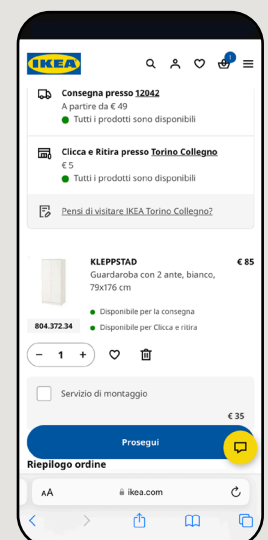 IKEA
1
Consegna presso 12042
A partire da € 49
Tutti i prodotti sono disponibili
Clicca e Ritira presso Torino Collegno
€ 5
Tutti i prodotti sono disponibili
Pensi di visitare IKEA Torino Collegno?
KLEPPSTAD € 85
Guardaroba con 2 ante, bianco,
79x176 cm
Disponibile per la consegna
804.372.34 Disponibile per Clicca e ritira
− 1 +
Servizio di montaggio
€ 35
Prosegui
Riepilogo ordine
AA ikea.com